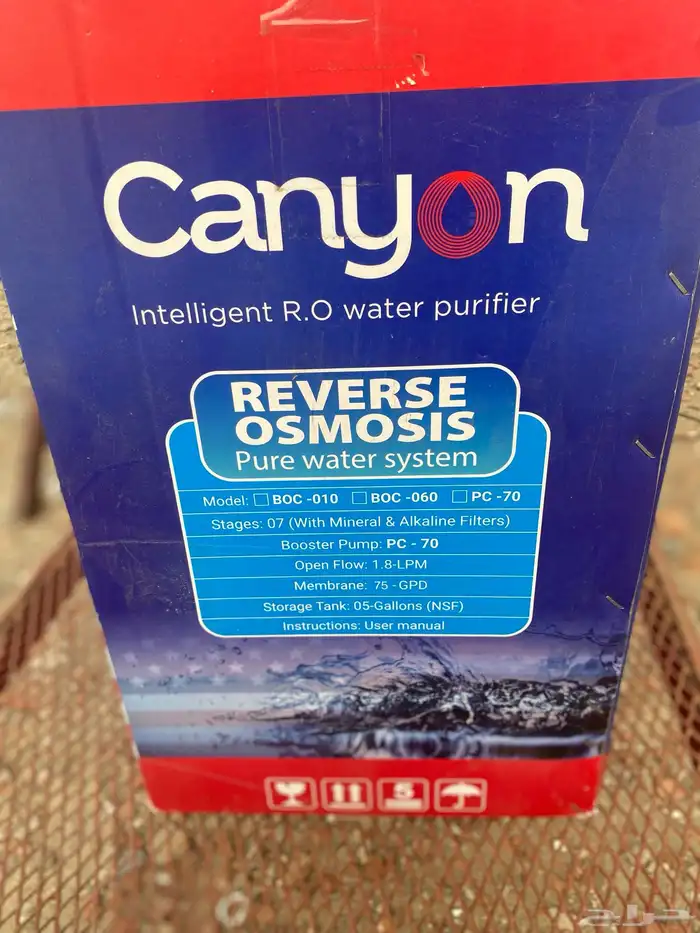 Canyon
Intelligent R.O water purifier
REVERSE
OSMOSIS
Pure water system
Model: BOC -010 BOC -060 PC -70
Stages: 07 (With Mineral & Alkaline Filters)
Booster Pump: PC - 70
Open Flow: 1.8-LPM
Membrane: 75 - GPD
Storage Tank: 05-Gallons (NSF)
Instructions: User manual
5
حراج